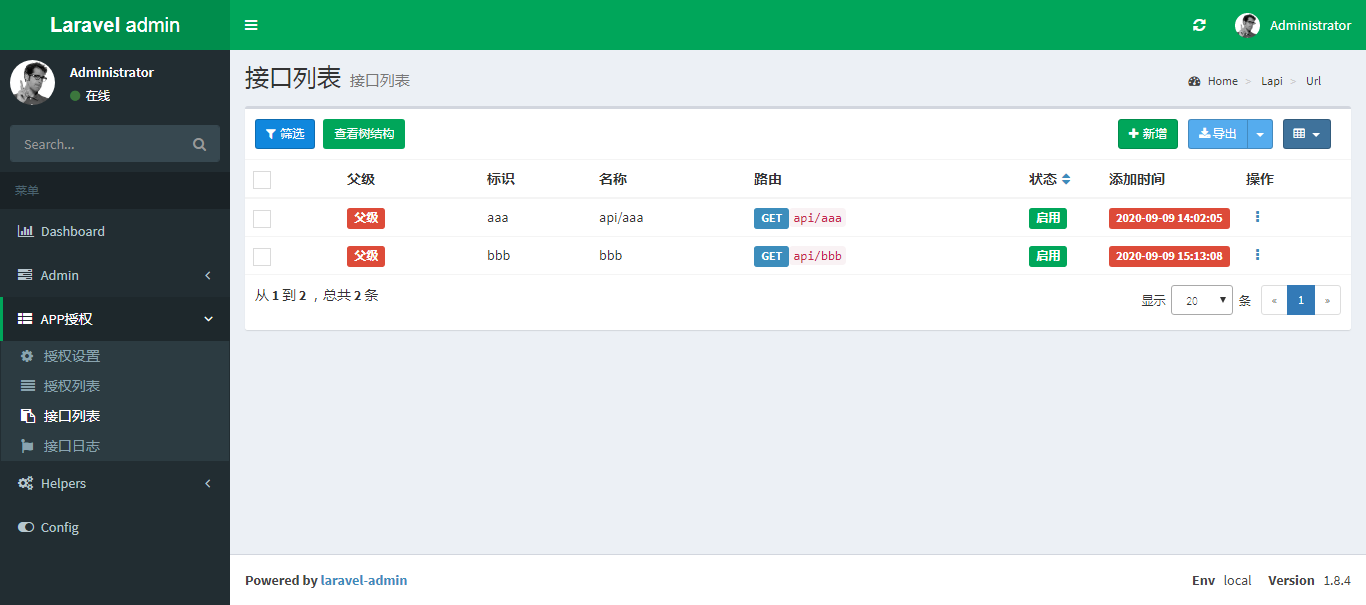 Laravel admin
Administrator
Administrator
在线
Search...
菜单
Dashboard
Admin
APP授权
授权设置
授权列表
接口列表
接口日志
Helpers
Config
接口列表 接口列表
Home > Lapi > Url
筛选 查看树结构 新增 导出
父级 标识 名称 路由 状态 添加时间 操作
父级 aaa api/aaa GET api/aaa 启用 2020-09-09 14:02:05
父级 bbb bbb GET api/bbb 启用 2020-09-09 15:13:08
从 1 到 2 ，总共 2 条
显示 20 条 « 1 »
Powered by laravel-admin
Env local Version 1.8.4